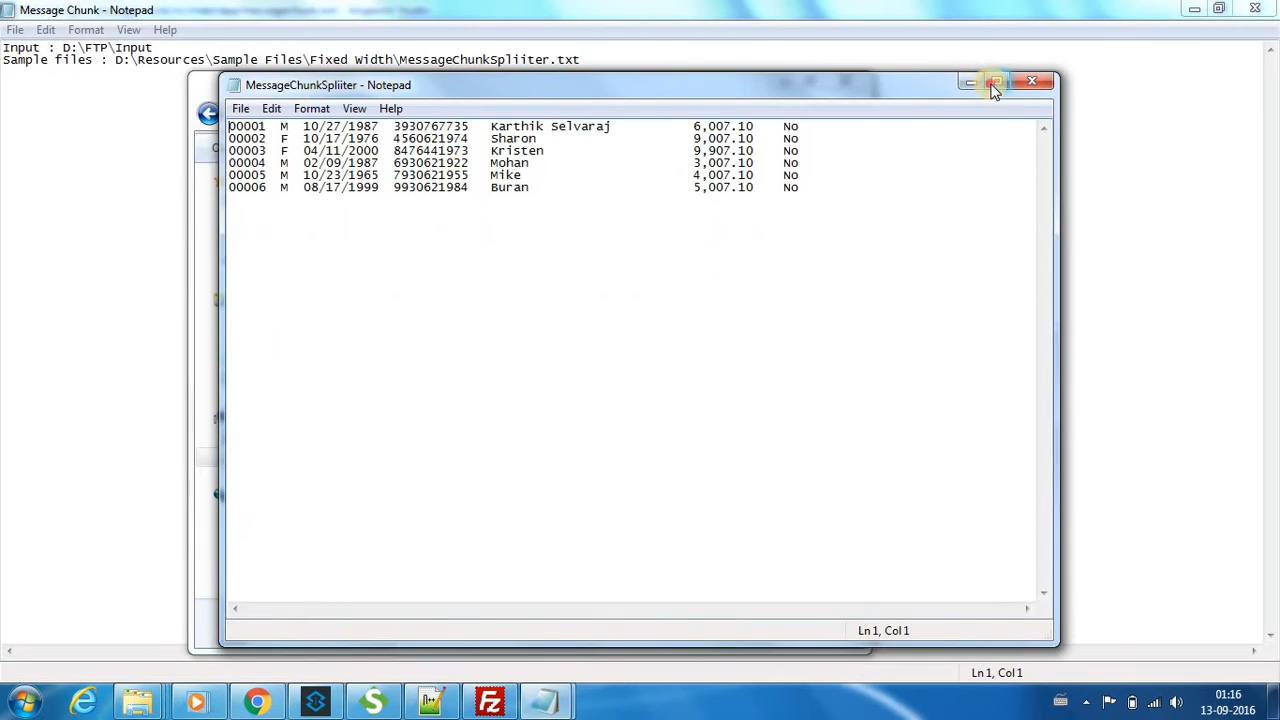 Message Chunk - Notepad
File Edit Format View Help
Input : D:\FTP\Input
Sample files : D:\Resources\Sample Files\Fixed Width\MessageChunkSpliiter.txt
MessageChunkSpliiter - Notepad
File Edit Format View Help
00001 M 10/27/1987 3930767735 Karthik Selvaraj 6,007.10 No
00002 F 10/17/1976 4560621974 Sharon 9,007.10 No
00003 F 04/11/2000 8476441973 Kristen 9,907.10 No
00004 M 02/09/1987 6930621922 Mohan 3,007.10 No
00005 M 10/23/1965 7930621955 Mike 4,007.10 No
00006 M 08/17/1999 9930621984 Buran 5,007.10 No
Ln 1, Col 1
Ln 1, Col 1
01:16
13-09-2016